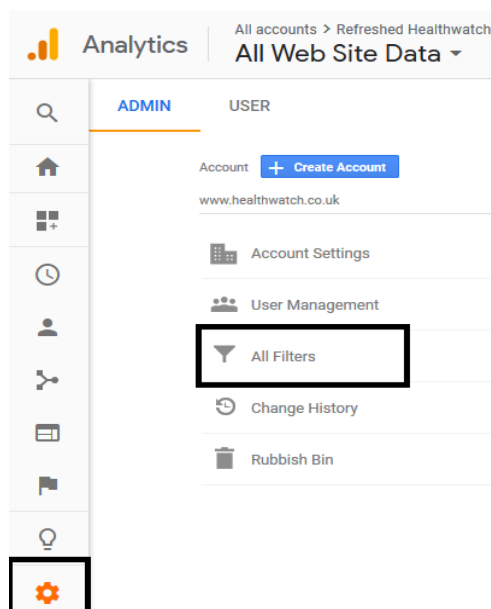 Analytics
All accounts > Refreshed Healthwatch
All Web Site Data
ADMIN USER
Account + Create Account
www.healthwatch.co.uk
Account Settings
User Management
All Filters
Change History
Rubbish Bin